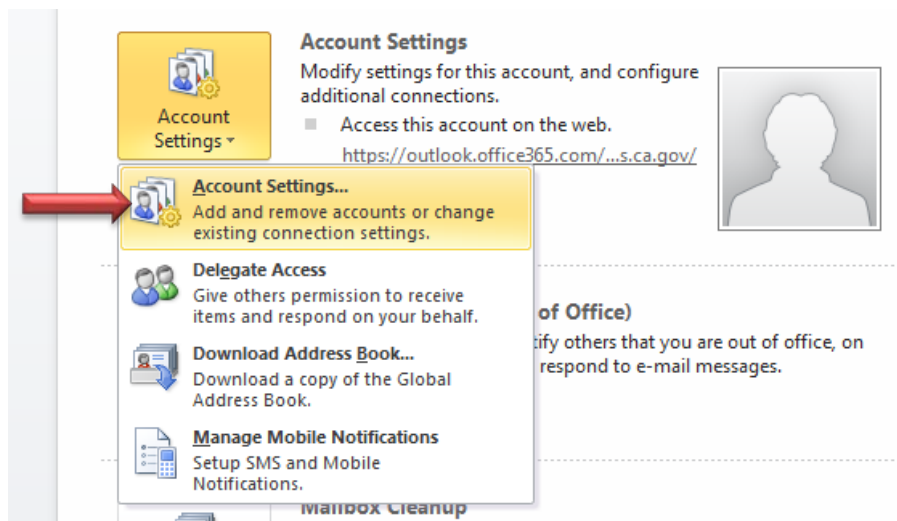 Account Settings
Modify settings for this account, and configure
additional connections.
Access this account on the web.
https://outlook.office365.com/...s.ca.gov/
Account
Settings
Account Settings...
Add and remove accounts or change
existing connection settings.
Delegate Access
Give others permission to receive
items and respond on your behalf.
Download Address Book...
Download a copy of the Global
Address Book.
Manage Mobile Notifications
Setup SMS and Mobile
Notifications.
of Office)
tify others that you are out of office, on
respond to e-mail messages.
Mailbox Cleanup